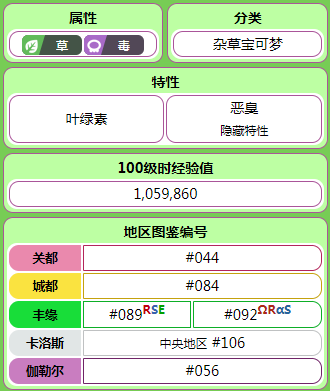 属性 分类
草 毒 杂草宝可梦
特性
叶绿素 恶臭
隐藏特性
100级时经验值
1,059,860
地区图鉴编号
关都 #044
城都 #084
丰缘 #089RSE #092ΩRαS
卡洛斯 中央地区 #106
伽勒尔 #056